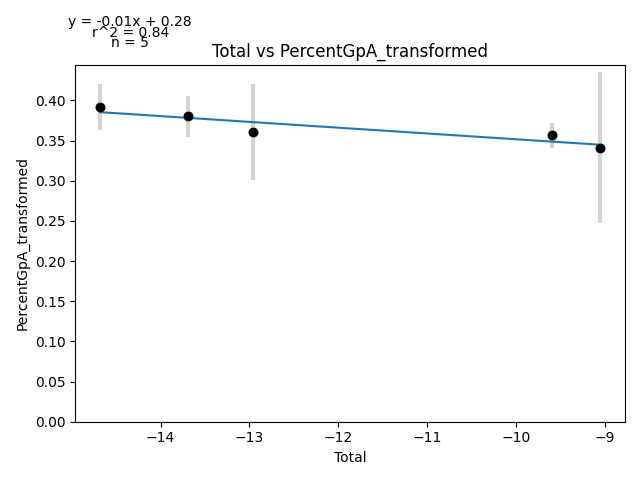 y = -0.01x + 0.28
r^2 = 0.84
n = 5
Total vs PercentGpA_transformed
0.40
0.35
0.30
0.25
0.20
0.15
0.10
0.05
0.00
PercentGpA_transformed
−14 −13 −12 −11 −10 −9
Total